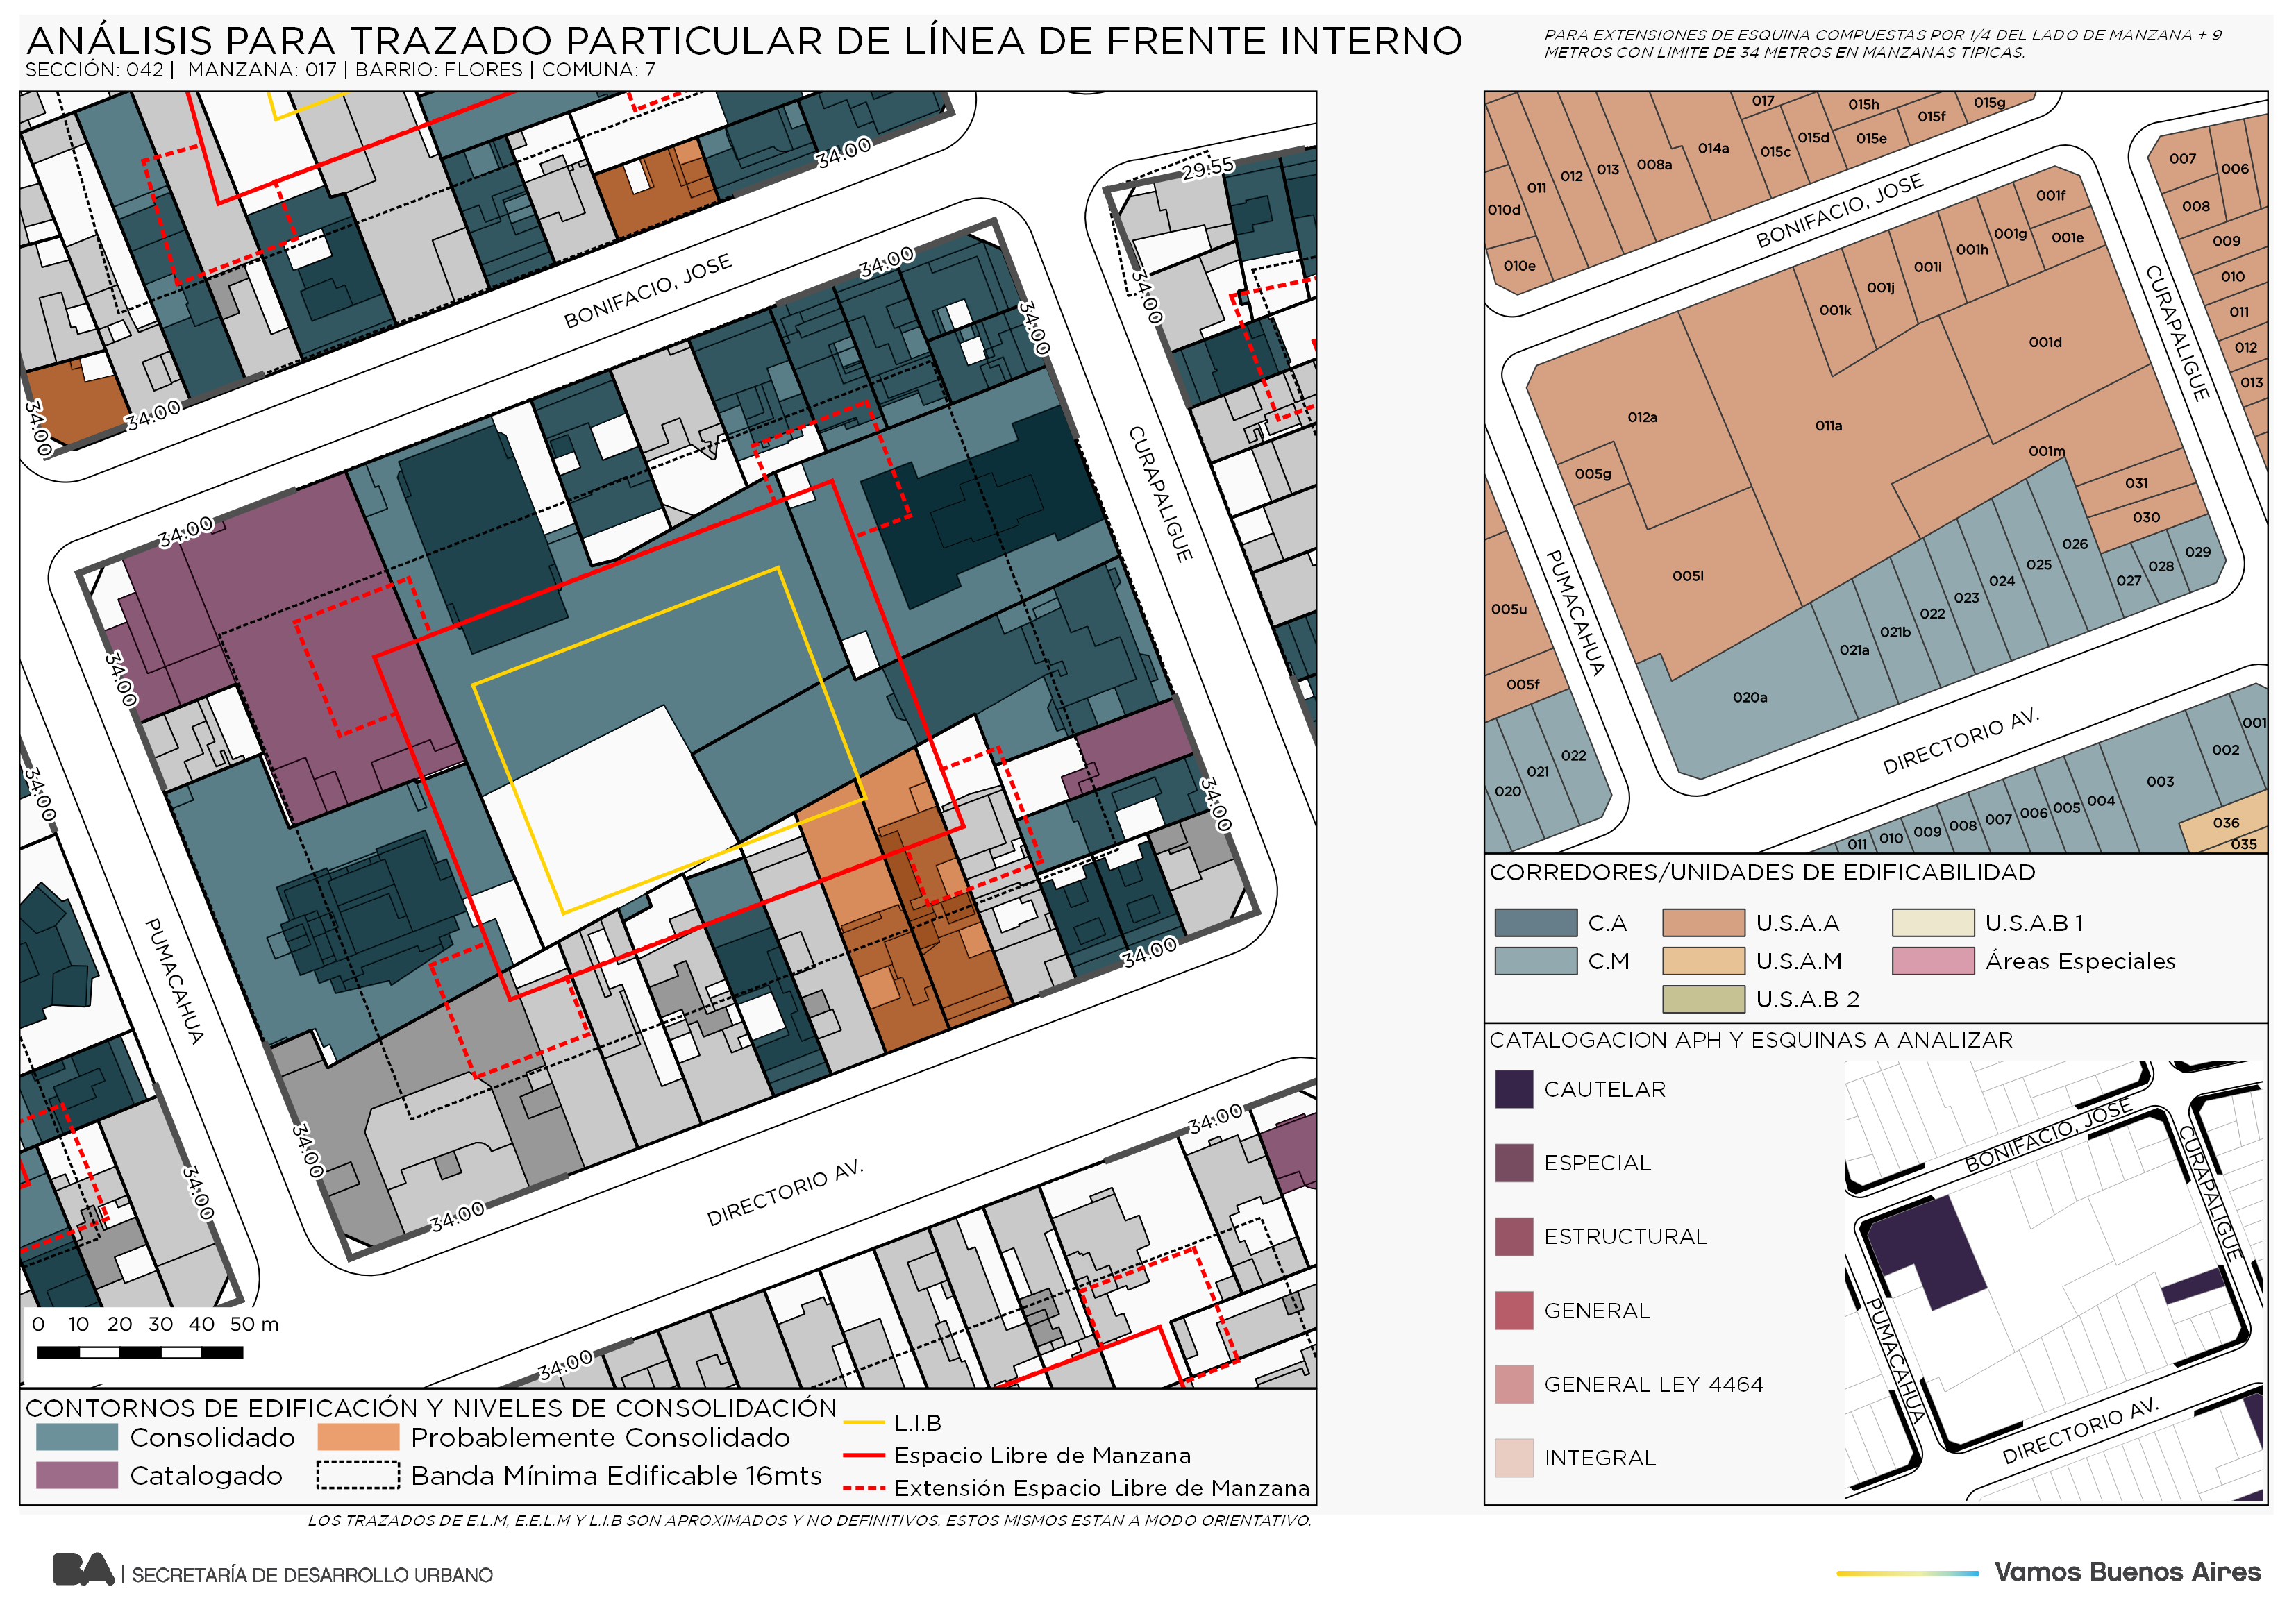 ANÁLISIS PARA TRAZADO PARTICULAR DE LÍNEA DE FRENTE INTERNO
SECCIÓN: 042 | MANZANA: 017 | BARRIO: FLORES | COMUNA: 7
PARA EXTENSIONES DE ESQUINA COMPUESTAS POR 1/4 DEL LADO DE MANZANA + 9
METROS CON LIMITE DE 34 METROS EN MANZANAS TIPICAS.
34.00
29.55
34.00
BONIFACIO, JOSE
34.00
34.00
34.00
34.00
CURAPALIGUE
34.00
34.00
34.00
34.00
PUMACAHUA
34.00
34.00
34.00
34.00
DIRECTORIO AV.
34.00
34.00
0 10 20 30 40 50 m
CONTORNOS DE EDIFICACIÓN Y NIVELES DE CONSOLIDACIÓN
Consolidado
Probablemente Consolidado
Catalogado
Banda Mínima Edificable 16mts
L.I.B
Espacio Libre de Manzana
Extensión Espacio Libre de Manzana
017
015h
015g
015f
015e
015d
015c
014a
008a
013
012
011
010d
010e
BONIFACIO, JOSE
007
006
008
009
010
011
012
013
CURAPALIGUE
001f
001e
001g
001h
001i
001j
001k
001d
012a
011a
005g
001m
031
030
005l
026
025
024
023
022
021b
021a
020a
027
028
029
PUMACAHUA
005u
005f
022
021
020
DIRECTORIO AV.
001
002
003
004
005
006
007
008
009
010
011
036
035
CORREDORES/UNIDADES DE EDIFICABILIDAD
C.A
U.S.A.A
U.S.A.B 1
C.M
U.S.A.M
Áreas Especiales
U.S.A.B 2
CATALOGACION APH Y ESQUINAS A ANALIZAR
CAUTELAR
ESPECIAL
ESTRUCTURAL
GENERAL
GENERAL LEY 4464
INTEGRAL
BONIFACIO, JOSE
CURAPALIGUE
PUMACAHUA
DIRECTORIO AV.
LOS TRAZADOS DE E.L.M, E.E.L.M Y L.I.B SON APROXIMADOS Y NO DEFINITIVOS. ESTOS MISMOS ESTAN A MODO ORIENTATIVO.
BA | SECRETARÍA DE DESARROLLO URBANO
Vamos Buenos Aires